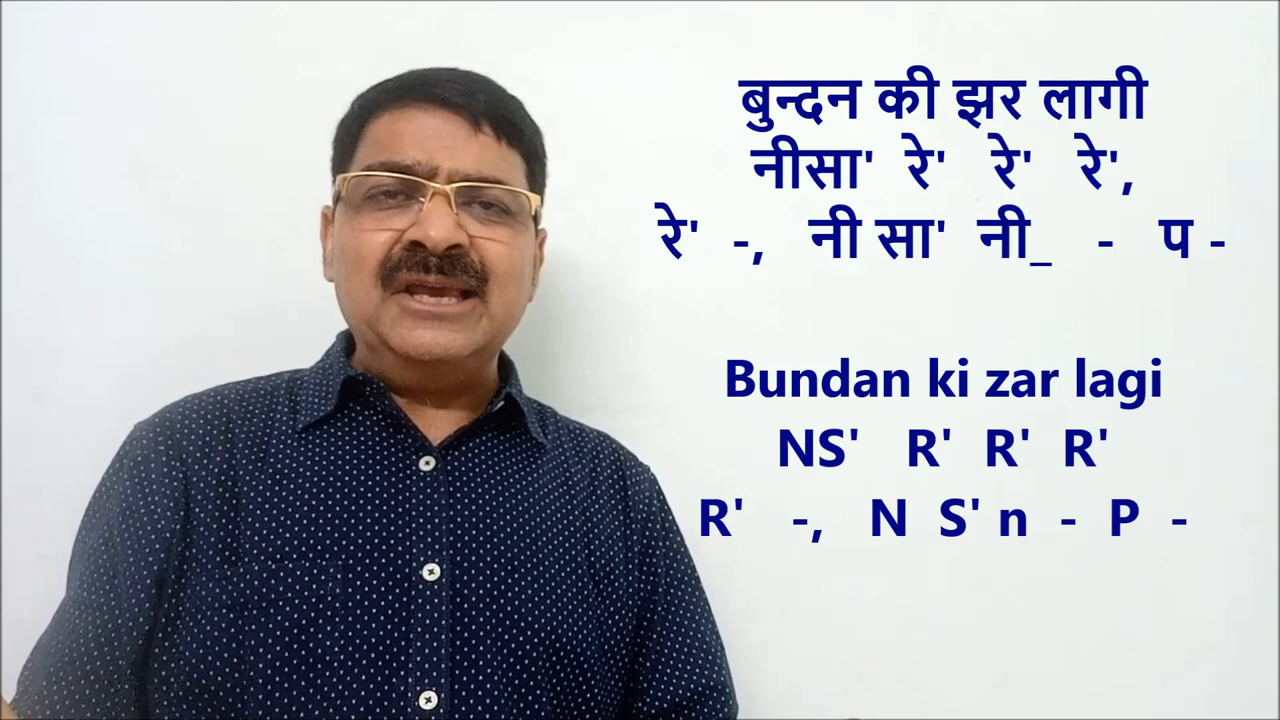 बुन्दन की झर लागी
नीसा' रे' रे' रे',
रे' -, नी सा' नी_ - प -
Bundan ki zar lagi
NS' R' R' R'
R' -, N S' n - P -